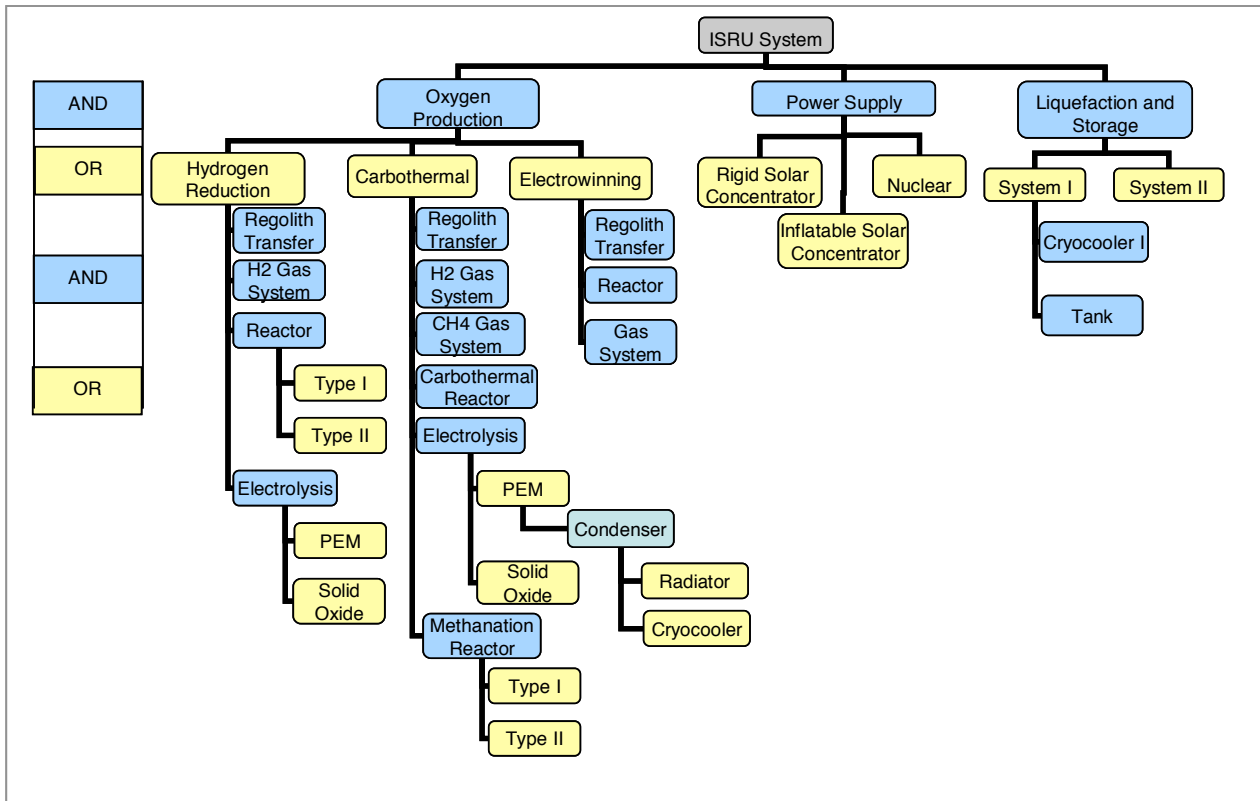 ISRU System
AND
OR
AND
OR
Oxygen
Production
Power Supply
Liquefaction and
Storage
Hydrogen
Reduction
Carbothermal
Electrowinning
Rigid Solar
Concentrator
Inflatable Solar
Concentrator
Nuclear
System I
System II
Regolith
Transfer
H2 Gas
System
Reactor
Type I
Type II
Electrolysis
PEM
Solid
Oxide
Regolith
Transfer
H2 Gas
System
CH4 Gas
System
Carbothermal
Reactor
Electrolysis
PEM
Condenser
Radiator
Cryocooler
Solid
Oxide
Methanation
Reactor
Type I
Type II
Regolith
Transfer
Reactor
Gas
System
Cryocooler I
Tank